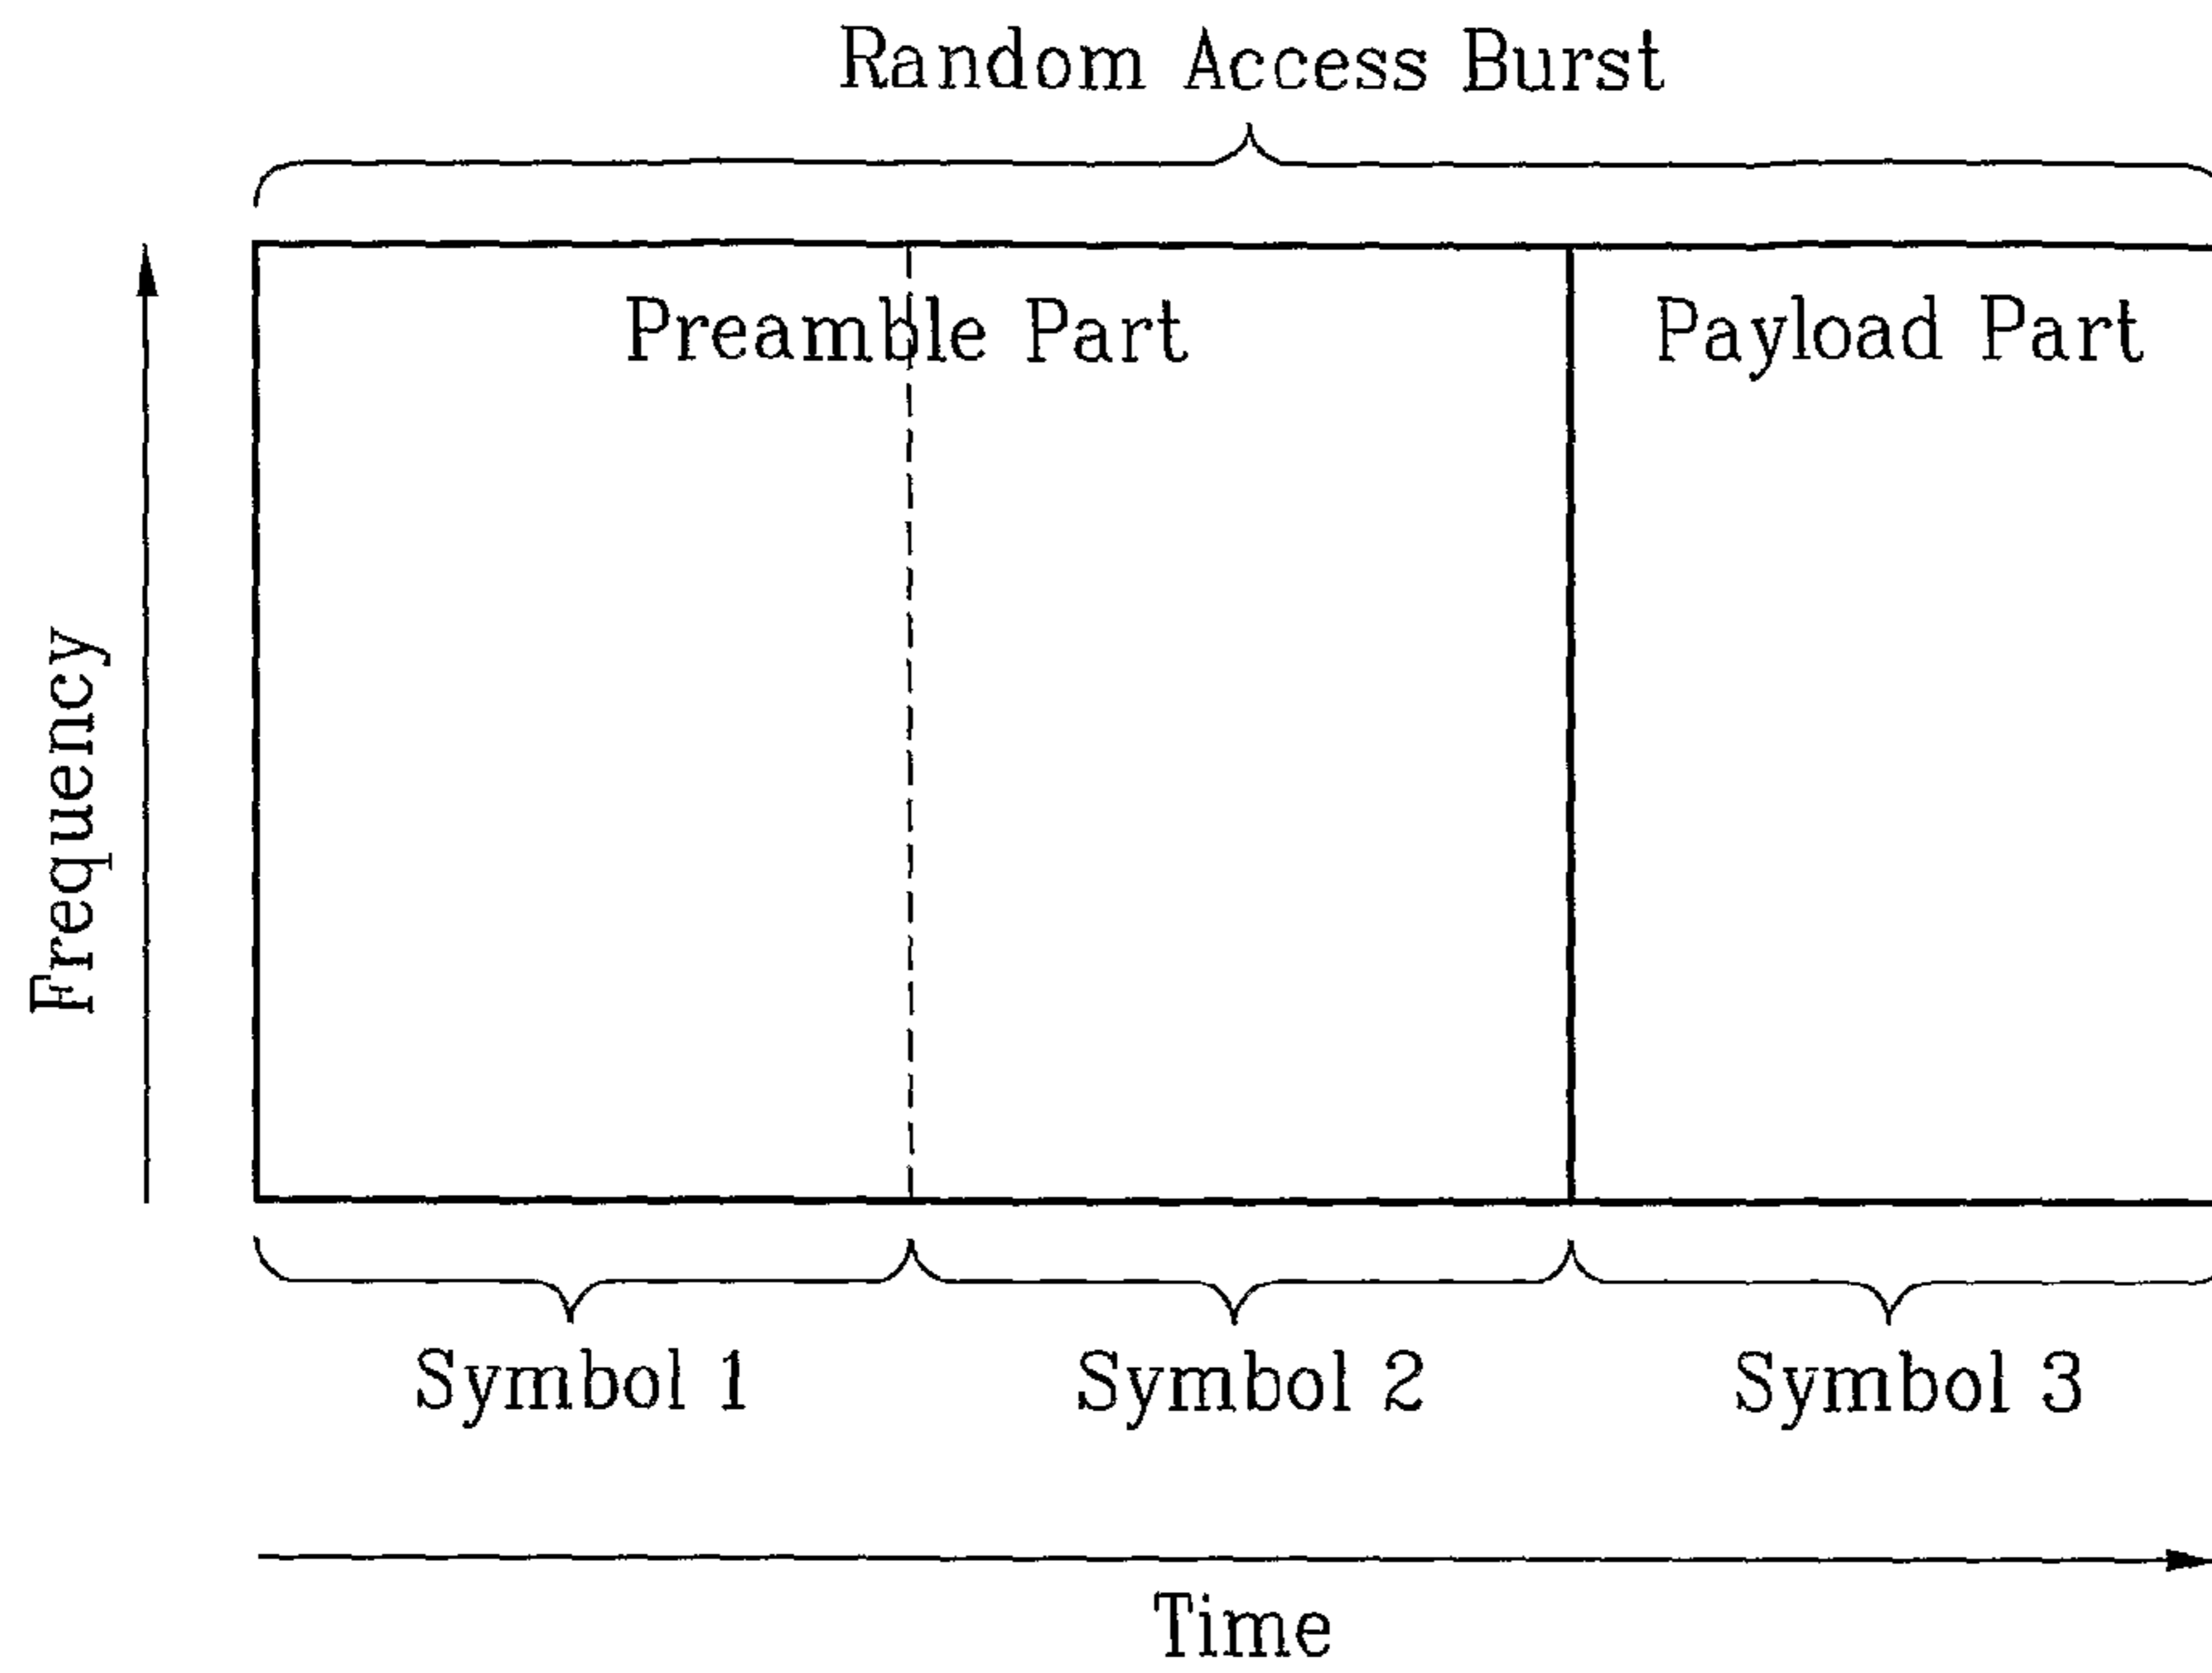 Random Access Burst
Preamble Part
Payload Part
Frequency
Symbol 1
Symbol 2
Symbol 3
Time